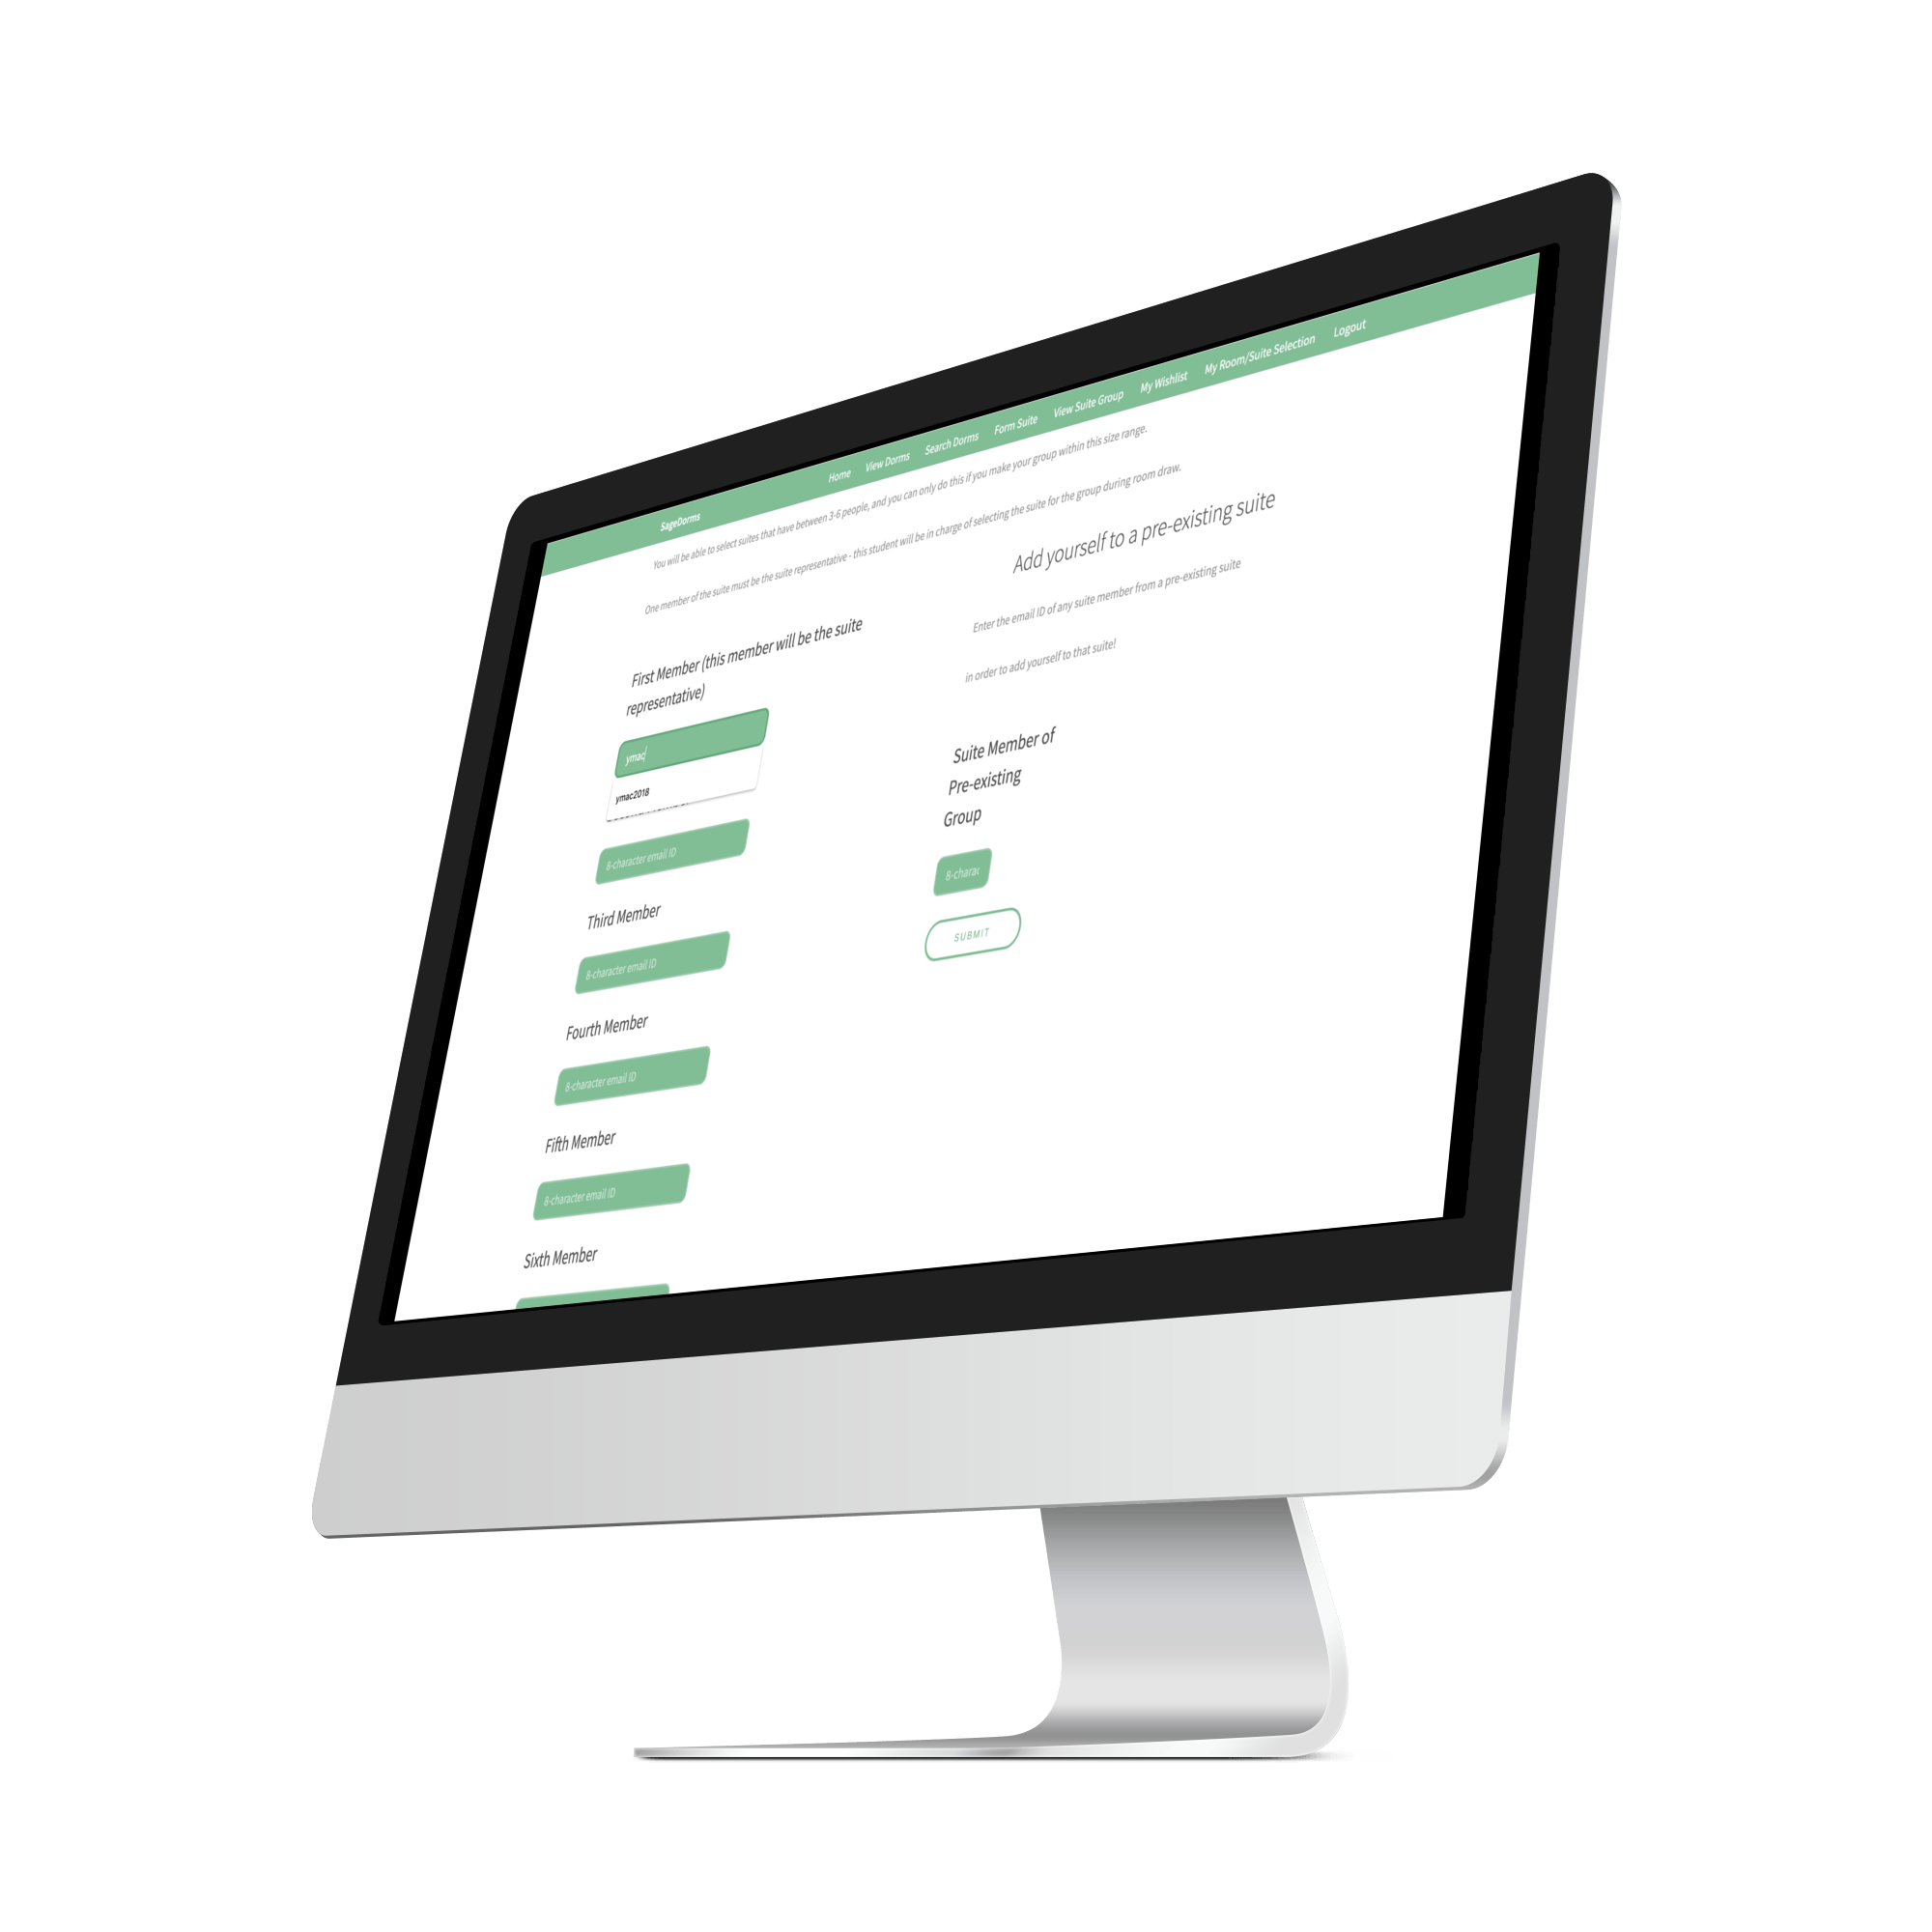 SageDorms
Home
View Dorms
Search Dorms
Form Suite
View Suite Group
My Wishlist
My Room/Suite Selection
Logout
You will be able to select suites that have between 3-6 people, and you can only do this if you make your group within this size range.
One member of the suite must be the suite representative - this student will be in charge of selecting the suite for the group during room draw.
First Member (this member will be the suite
representative)
ymac
ymac2018
8-character email ID
Third Member
8-character email ID
Fourth Member
8-character email ID
Fifth Member
8-character email ID
Sixth Member
Add yourself to a pre-existing suite
Enter the email ID of any suite member from a pre-existing suite
in order to add yourself to that suite!
Suite Member of
Pre-existing
Group
8-charac
SUBMIT